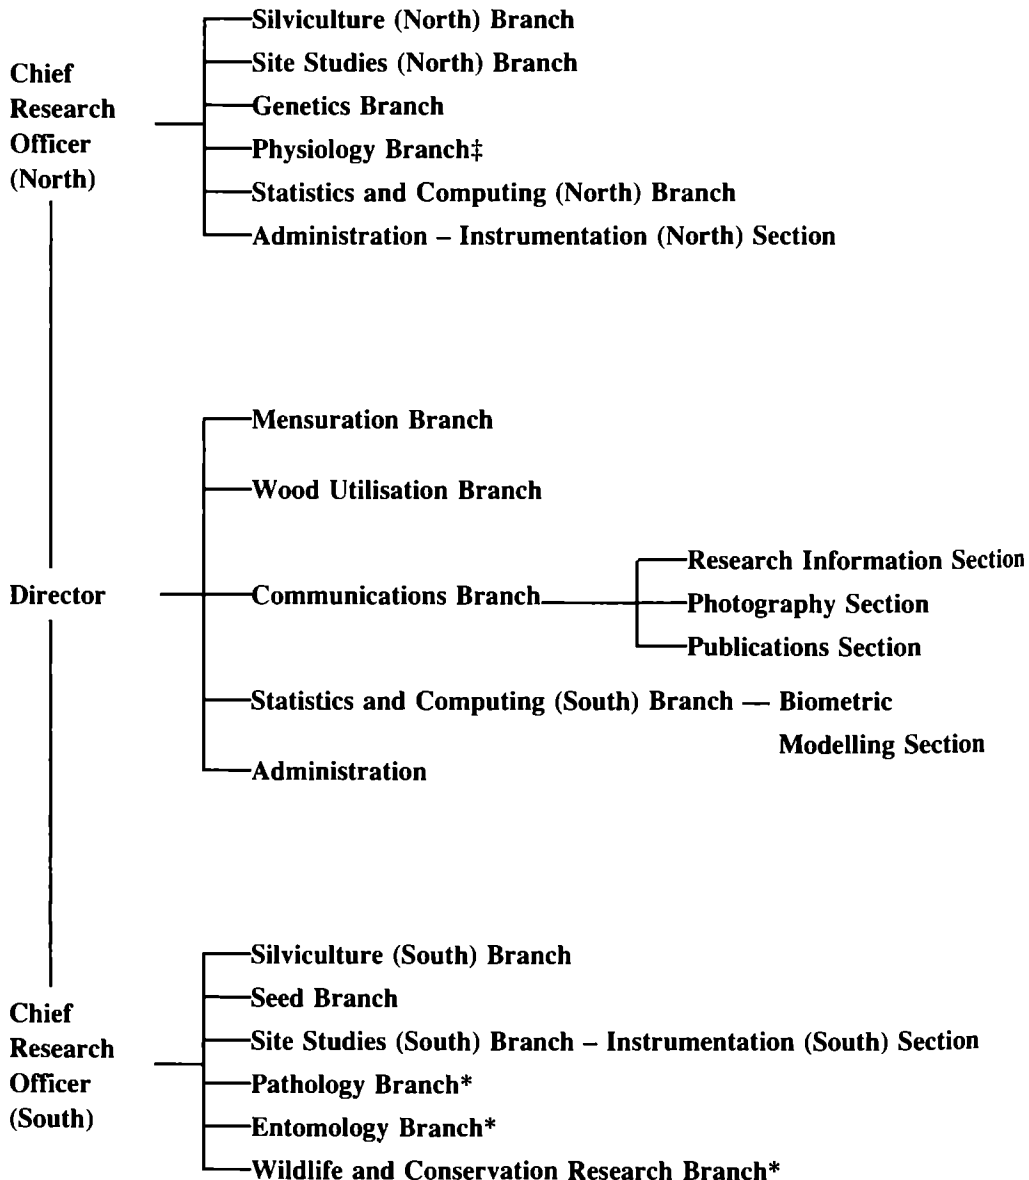 Chief
Research
Officer
(North)
Silviculture (North) Branch
Site Studies (North) Branch
Genetics Branch
Physiology Branch‡
Statistics and Computing (North) Branch
Administration – Instrumentation (North) Section
Director
Mensuration Branch
Wood Utilisation Branch
Communications Branch
Research Information Section
Photography Section
Publications Section
Statistics and Computing (South) Branch — Biometric
Modelling Section
Administration
Chief
Research
Officer
(South)
Silviculture (South) Branch
Seed Branch
Site Studies (South) Branch – Instrumentation (South) Section
Pathology Branch*
Entomology Branch*
Wildlife and Conservation Research Branch*